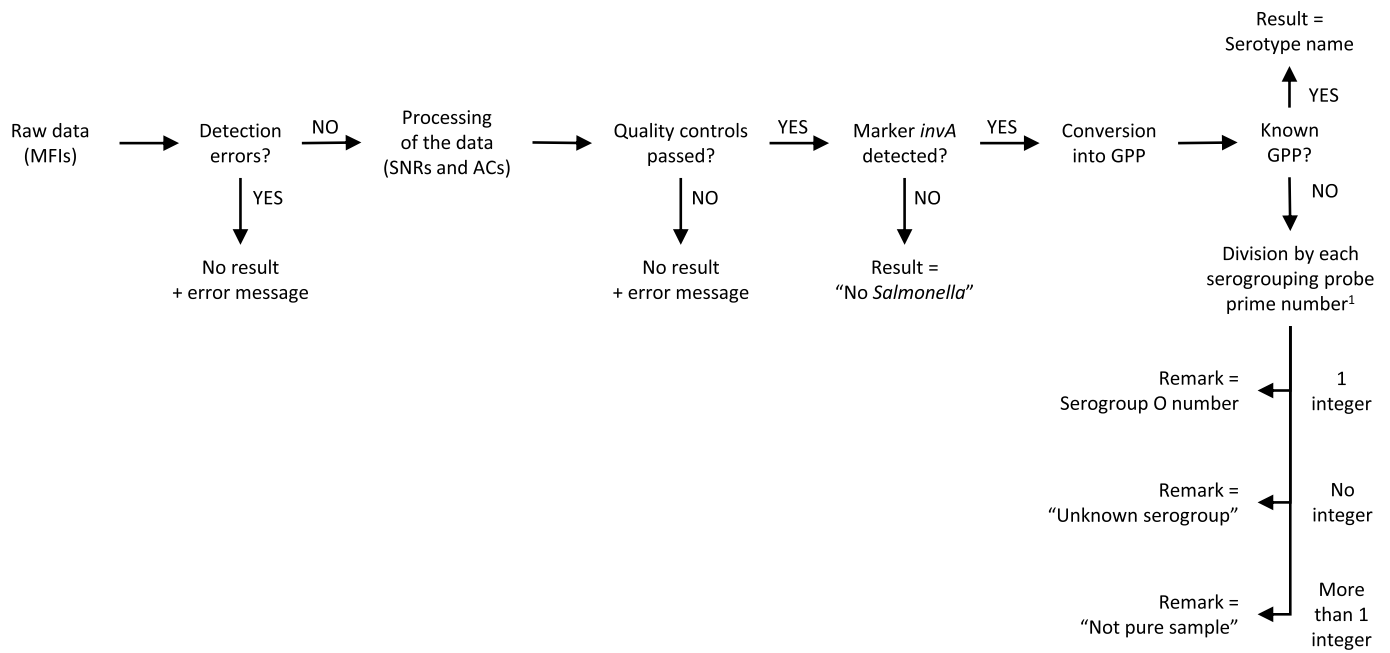 Result =
Serotype name
YES
Raw data
(MFIs)
Detection
errors?
NO
Processing
of the data
(SNRs and ACs)
Quality controls
passed?
YES
Marker invA
detected?
YES
Conversion
into GPP
Known
GPP?
YES
NO
NO
NO
No result
+ error message
No result
+ error message
Result =
“No Salmonella”
Division by each
serogrouping probe
prime number¹
Remark =
Serogroup O number
1
integer
Remark =
“Unknown serogroup”
No
integer
Remark =
“Not pure sample”
More
than 1
integer